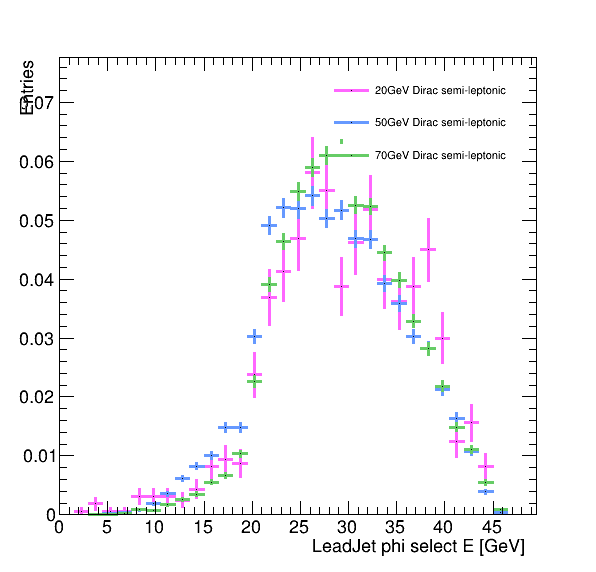 Entries
20GeV Dirac semi-leptonic
50GeV Dirac semi-leptonic
70GeV Dirac semi-leptonic
0.07
0.06
0.05
0.04
0.03
0.02
0.01
0
0 5 10 15 20 25 30 35 40 45
LeadJet phi select E [GeV]